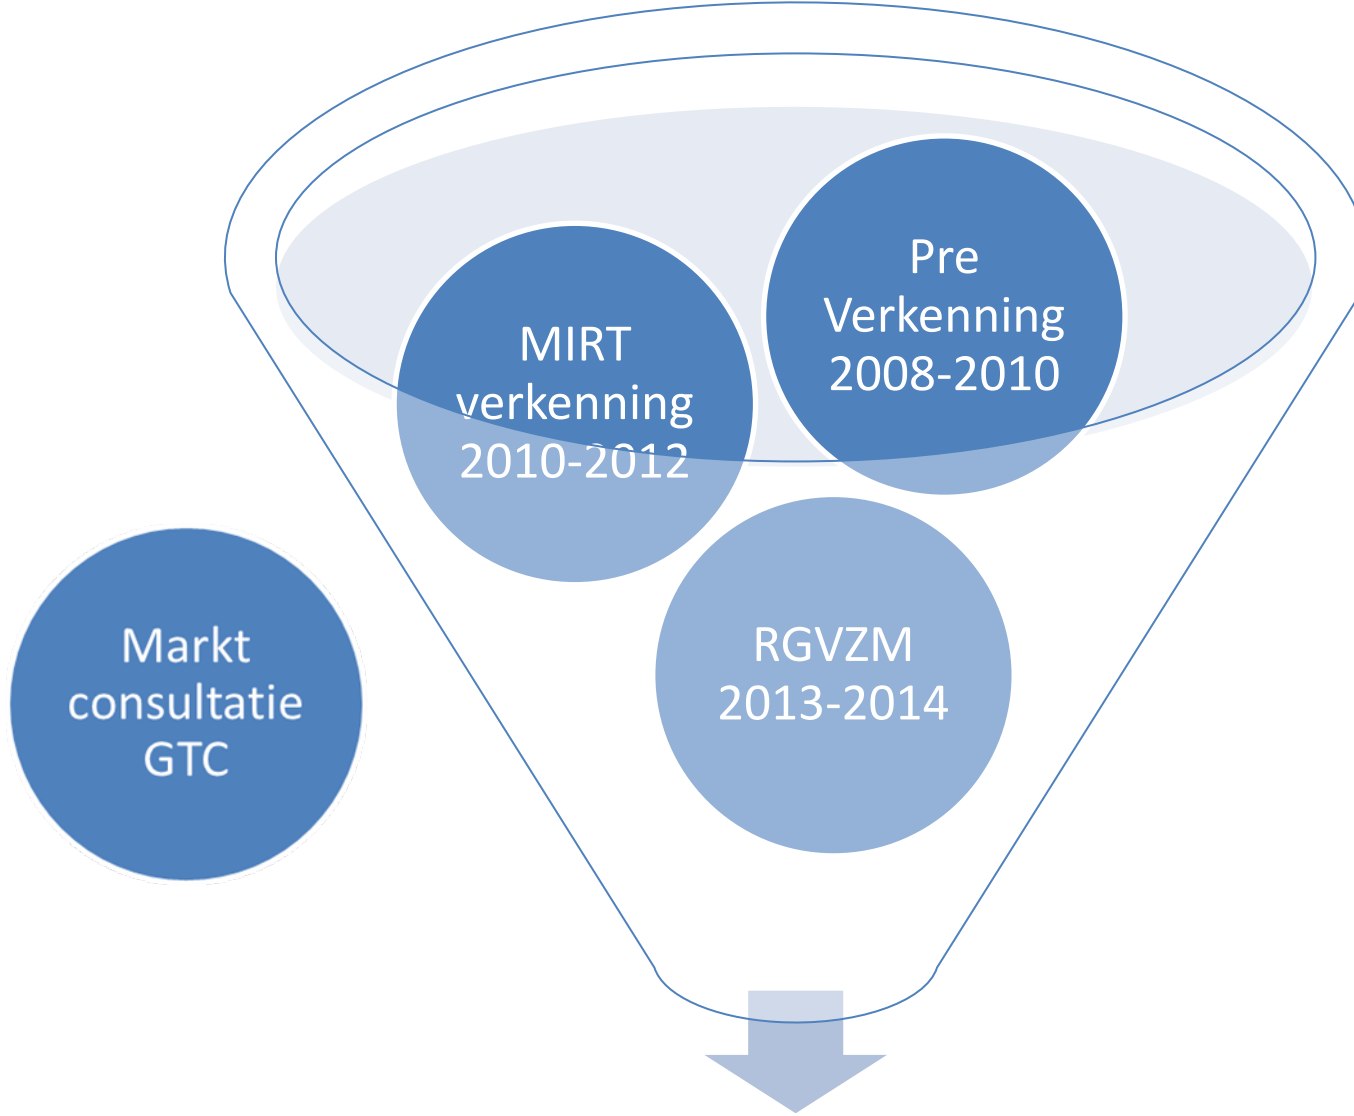 Pre
Verkenning
2008-2010
MIRT
verkenning
2010-2012
RGVZM
2013-2014
Markt
consultatie
GTC